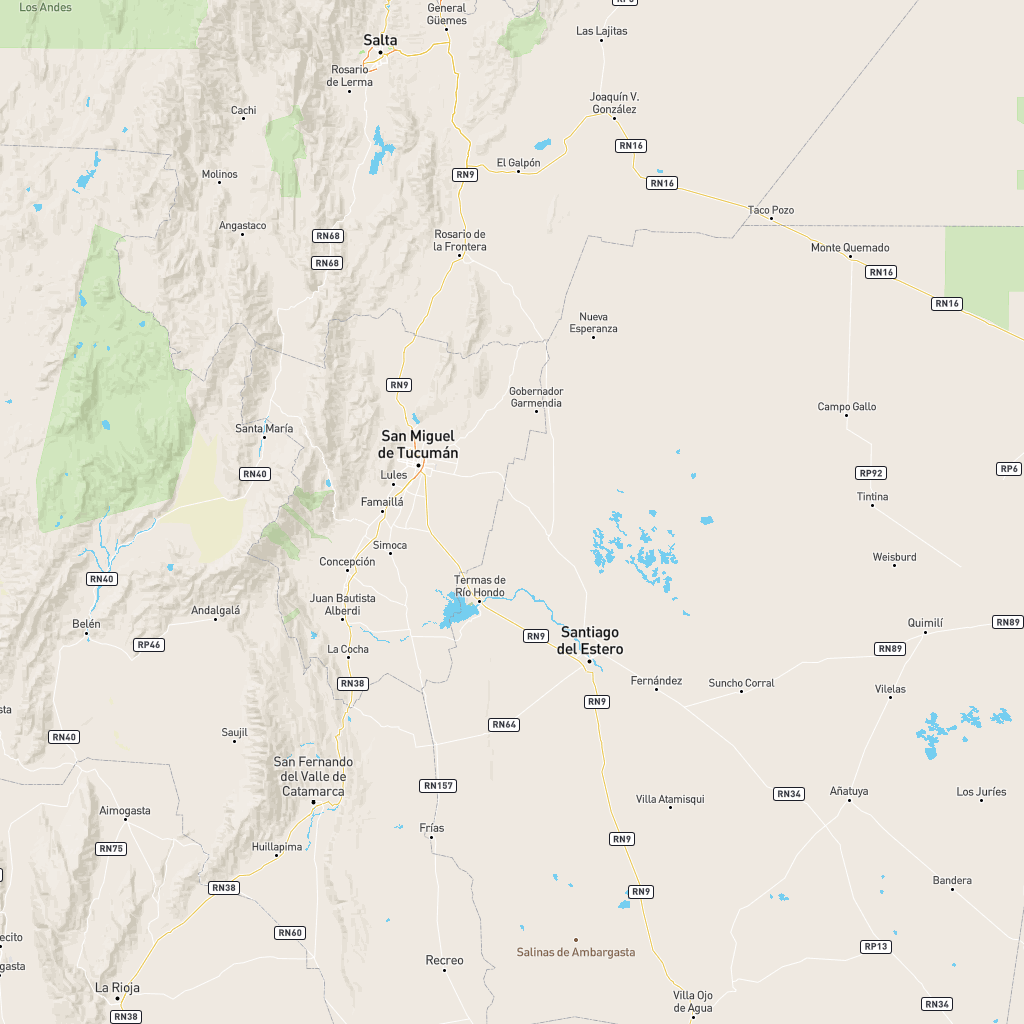 Los Andes
General
Güemes
RP5
Las Lajitas
Salta
Rosario
de Lerma
Cachi
Joaquín V.
González
RN16
El Galpón
RN9
Molinos
RN16
Taco Pozo
Angastaco
RN68
Rosario de
la Frontera
Monte Quemado
RN68
RN16
RN16
Nueva
Esperanza
RN9
Gobernador
Garmendia
Campo Gallo
Santa María
San Miguel
de Tucumán
RN40
Lules
RP92
RP6
Famaillá
Tintina
Simoca
Concepción
Weisburd
RN40
Termas de
Río Hondo
Juan Bautista
Alberdi
Andalgalá
Belén
RP46
RN9
Santiago
del Estero
Quimilí
RN89
La Cocha
RN89
RN38
Fernández
Suncho Corral
Vilelas
RN9
sta
RN64
Saujil
RN40
San Fernando
del Valle de
Catamarca
RN157
RN34
Añatuya
Los Juríes
Villa Atamisqui
Aimogasta
Frías
RN9
RN75
Huillapima
RN38
RN9
Bandera
RN60
ecito
RP13
Salinas de Ambargasta
gasta
Recreo
La Rioja
Villa Ojo
de Agua
RN34
RN38